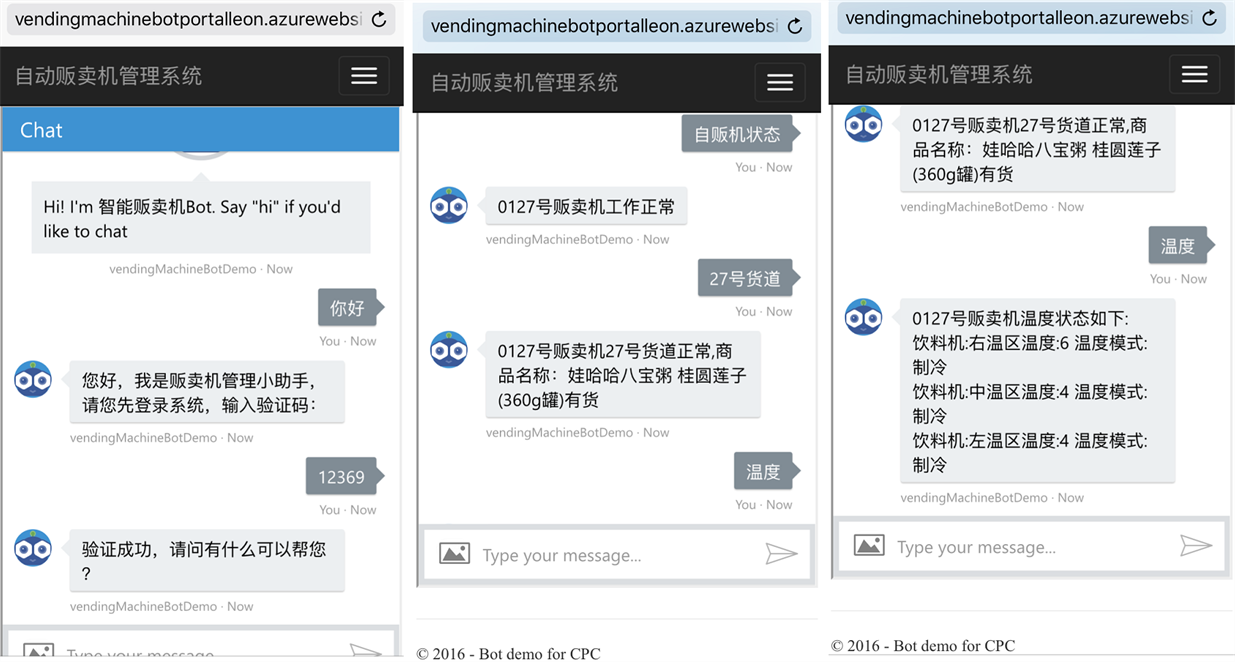 vendingmachinebotportalleon.azurewebsi
自动贩卖机管理系统
Chat
Hi! I'm 智能贩卖机Bot. Say "hi" if you'd
like to chat
vendingMachineBotDemo · Now
你好
You · Now
您好，我是贩卖机管理小助手，
请您先登录系统，输入验证码：
vendingMachineBotDemo · Now
12369
You · Now
验证成功，请问有什么可以帮您
?
vendingMachineBotDemo · Now
Type your message...
vendingmachinebotportalleon.azurewebsi
自动贩卖机管理系统
自贩机状态
You · Now
0127号贩卖机工作正常
vendingMachineBotDemo · Now
27号货道
You · Now
0127号贩卖机27号货道正常,商
品名称：娃哈哈八宝粥 桂圆莲子
(360g罐)有货
vendingMachineBotDemo · Now
温度
You · Now
Type your message...
© 2016 - Bot demo for CPC
vendingmachinebotportalleon.azurewebsi
自动贩卖机管理系统
0127号贩卖机27号货道正常,商
品名称：娃哈哈八宝粥 桂圆莲子
(360g罐)有货
vendingMachineBotDemo · Now
温度
You · Now
0127号贩卖机温度状态如下:
饮料机:右温区温度:6 温度模式:
制冷
饮料机:中温区温度:4 温度模式:
制冷
饮料机:左温区温度:4 温度模式:
制冷
vendingMachineBotDemo · Now
Type your message...
© 2016 - Bot demo for CPC